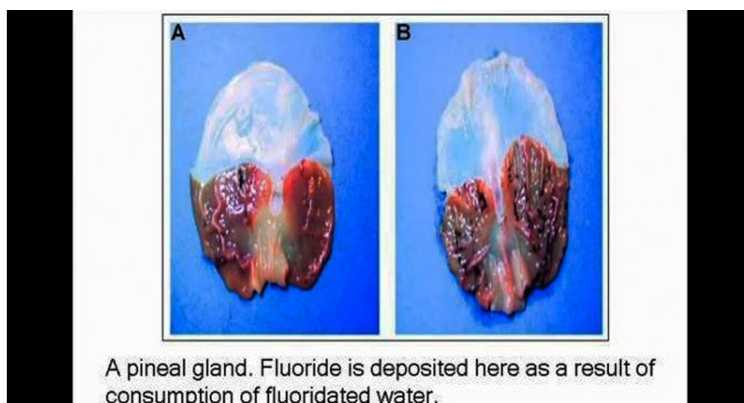 A
B
A pineal gland. Fluoride is deposited here as a result of
consumption of fluoridated water.